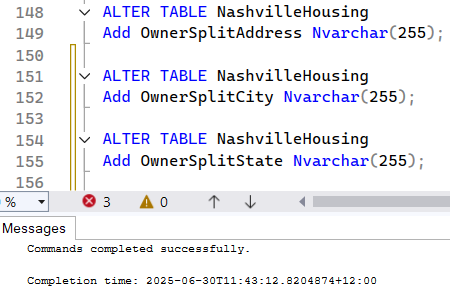 148 ALTER TABLE NashvilleHousing
149 Add OwnerSplitAddress Nvarchar(255);
150
151 ALTER TABLE NashvilleHousing
152 Add OwnerSplitCity Nvarchar(255);
153
154 ALTER TABLE NashvilleHousing
155 Add OwnerSplitState Nvarchar(255);
156
% 3 0
Messages
Commands completed successfully.
Completion time: 2025-06-30T11:43:12.8204874+12:00